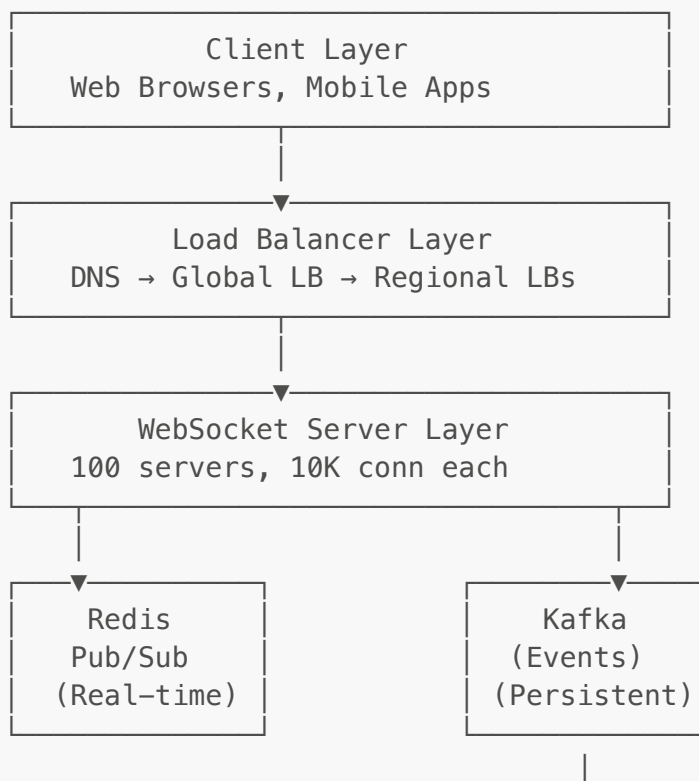 Client Layer
Web Browsers, Mobile Apps
Load Balancer Layer
DNS → Global LB → Regional LBs
WebSocket Server Layer
100 servers, 10K conn each
Redis
Pub/Sub
(Real-time)
Kafka
(Events)
(Persistent)